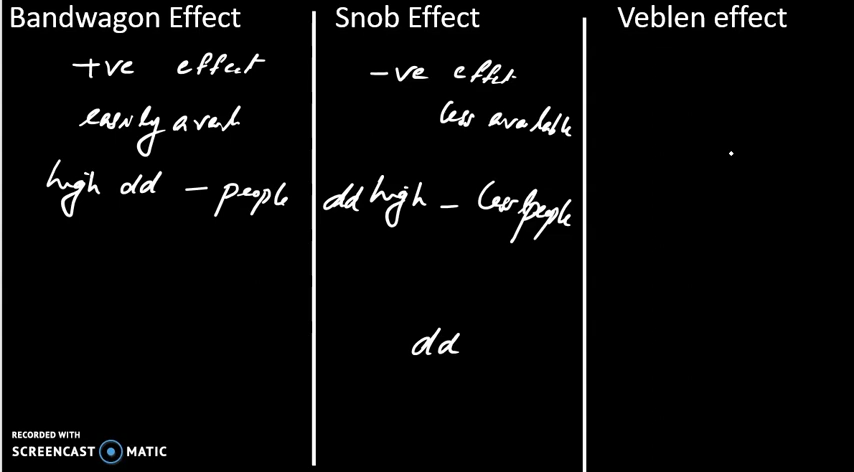 Bandwagon Effect
+ve effect
easily avail
high dd – people
Snob Effect
-ve effet
less available
dd high – less people
dd
Veblen effect
RECORDED WITH
SCREENCAST MATIC